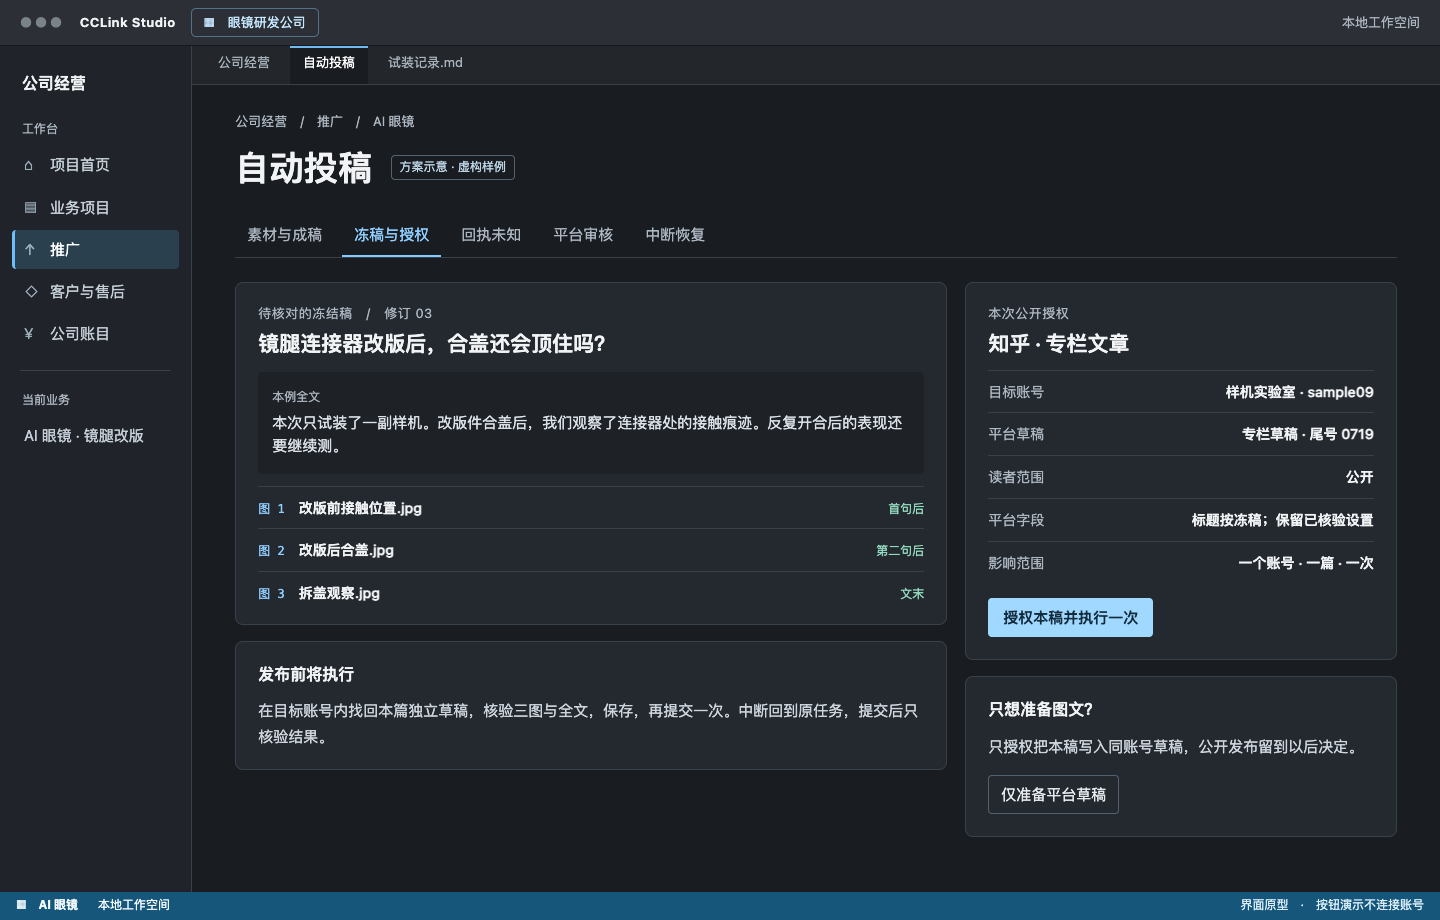 CCLink Studio
眼镜研发公司
本地工作空间
公司经营
自动投稿
试装记录.md
公司经营
工作台
项目首页
业务项目
推广
客户与售后
¥ 公司账目
当前业务
AI 眼镜 · 镜腿改版
公司经营 / 推广 / AI 眼镜
自动投稿
方案示意 · 虚构样例
素材与成稿
冻稿与授权
回执未知
平台审核
中断恢复
待核对的冻结稿 / 修订 03
镜腿连接器改版后，合盖还会顶住吗？
本例全文
本次只试装了一副样机。改版件合盖后，我们观察了连接器处的接触痕迹。反复开合后的表现还
要继续测。
图 1 改版前接触位置.jpg 首句后
图 2 改版后合盖.jpg 第二句后
图 3 拆盖观察.jpg 文末
发布前将执行
在目标账号内找回本篇独立草稿，核验三图与全文，保存，再提交一次。中断回到原任务，提交后只
核验结果。
本次公开授权
知乎 · 专栏文章
目标账号 样机实验室 · sample09
平台草稿 专栏草稿 · 尾号 0719
读者范围 公开
平台字段 标题按冻稿；保留已核验设置
影响范围 一个账号 · 一篇 · 一次
授权本稿并执行一次
只想准备图文？
只授权把本稿写入同账号草稿，公开发布留到以后决定。
仅准备平台草稿
AI 眼镜 本地工作空间
界面原型 · 按钮演示不连接账号